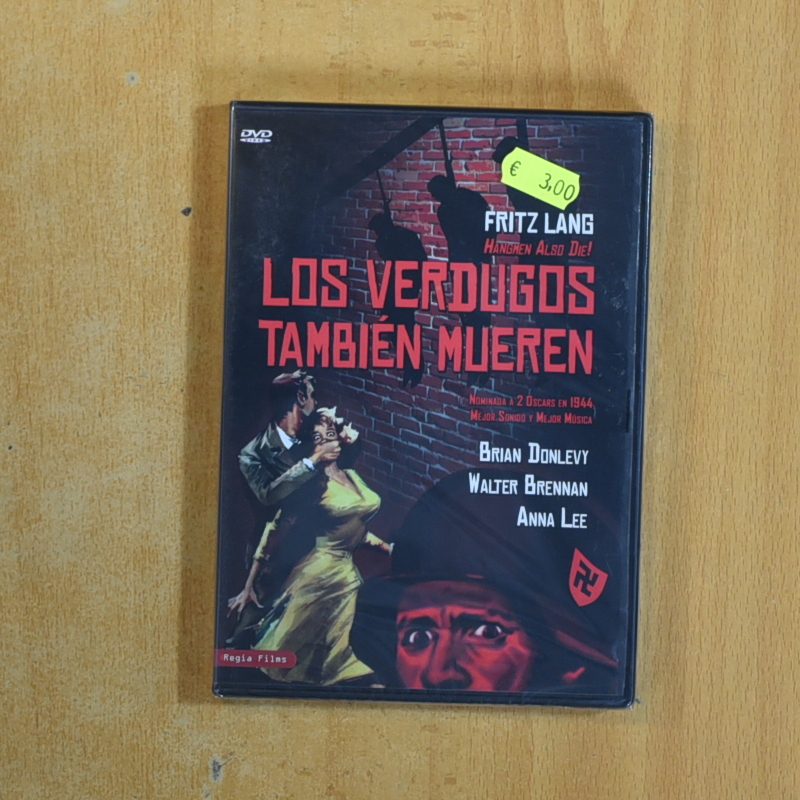 DVD
VIDEO
€ 3,00
FRITZ LANG
HANGMEN ALSO DIE!
LOS VERDUGOS
TAMBIÉN MUEREN
NOMINADA A 2 OSCARS EN 1944
MEJOR SONIDO Y MEJOR MÚSICA
BRIAN DONLEVY
WALTER BRENNAN
ANNA LEE
Regia Films